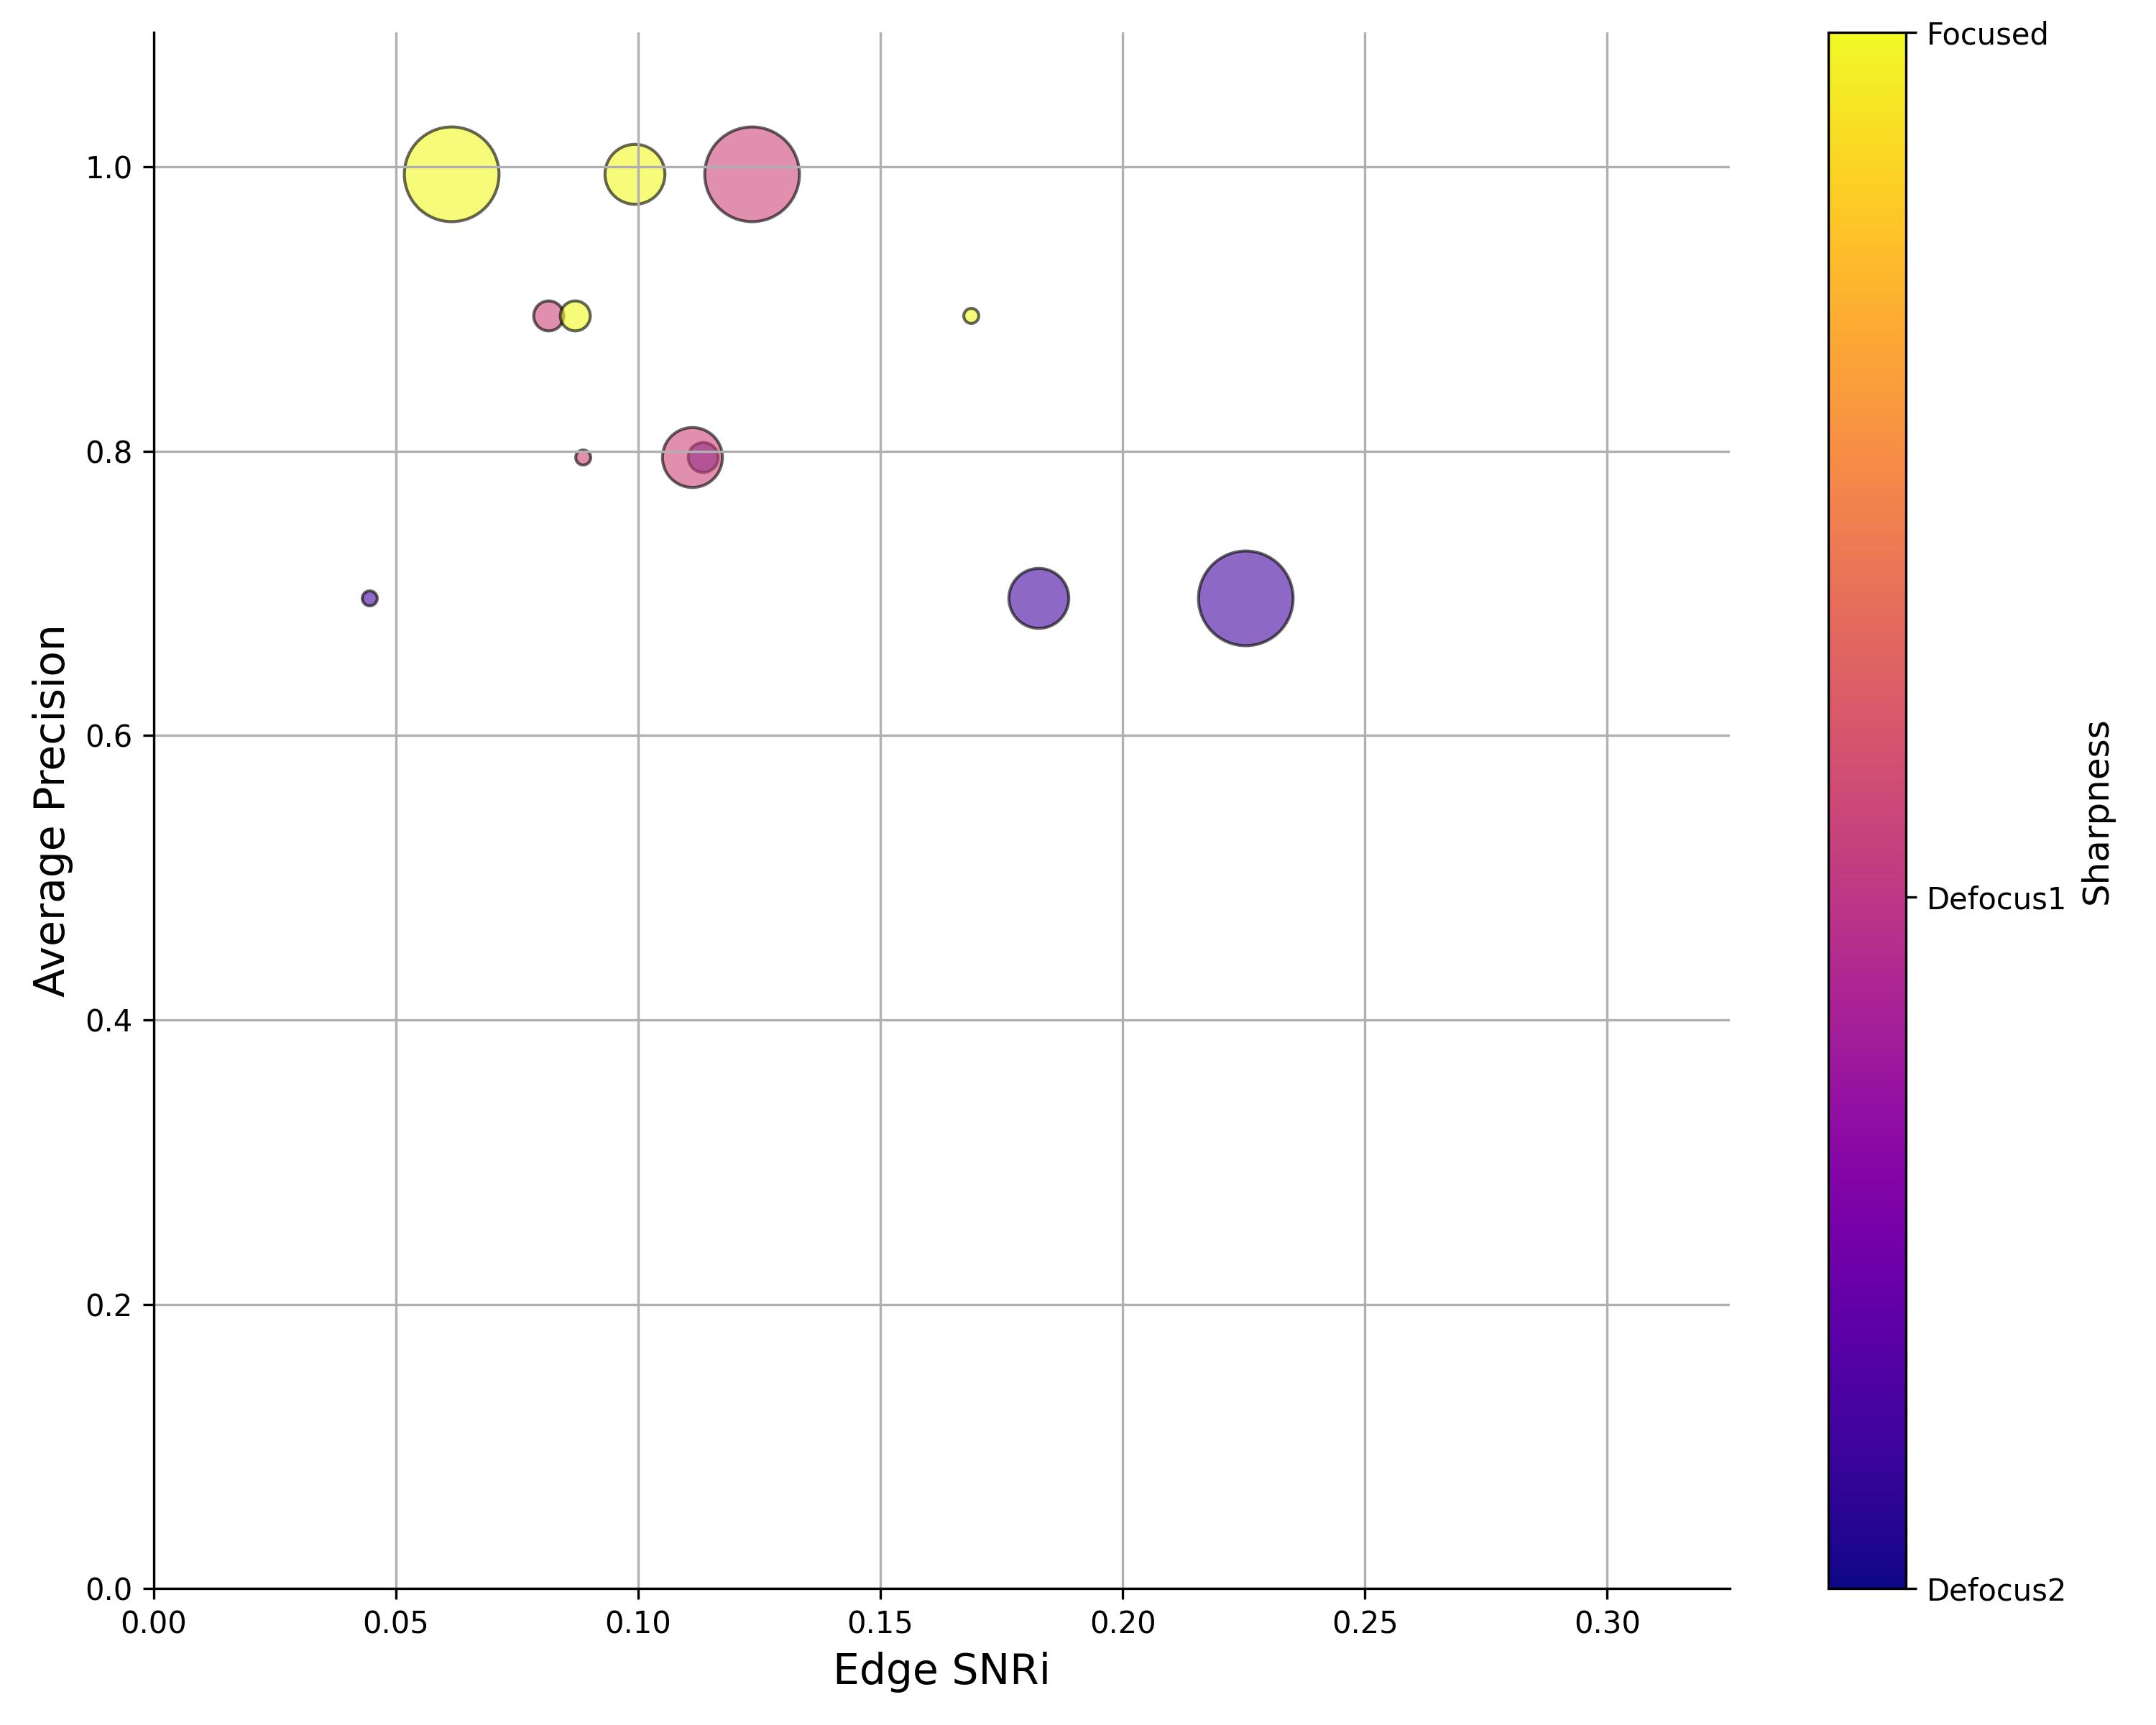 Average Precision
1.0
0.8
0.6
0.4
0.2
0.0
0.00 0.05 0.10 0.15 0.20 0.25 0.30
Edge SNRi
Focused
Defocus1
Defocus2
Sharpness